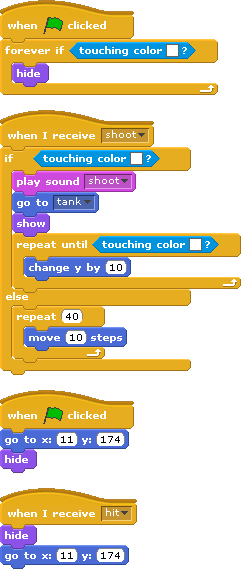 when clicked
forever if touching color ?
hide
when I receive shoot
if touching color ?
play sound shoot
go to tank
show
repeat until touching color ?
change y by 10
else
repeat 40
move 10 steps
when clicked
go to x: 11 y: 174
hide
when I receive hit
hide
go to x: 11 y: 174